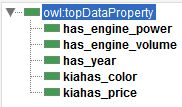 owl:topDataProperty
has_engine_power
has_engine_volume
has_year
kiahas_color
kiahas_price